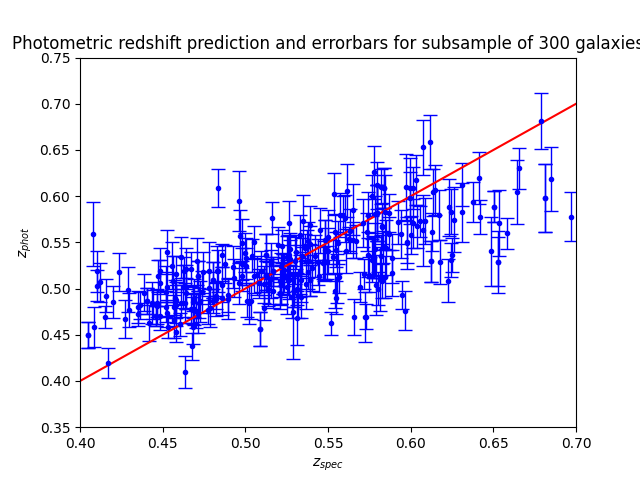 Photometric redshift prediction and errorbars for subsample of 300 galaxies
0.75
0.70
0.65
0.60
0.55
0.50
0.45
0.40
0.35
z_phot
0.40 0.45 0.50 0.55 0.60 0.65 0.70
z_spec